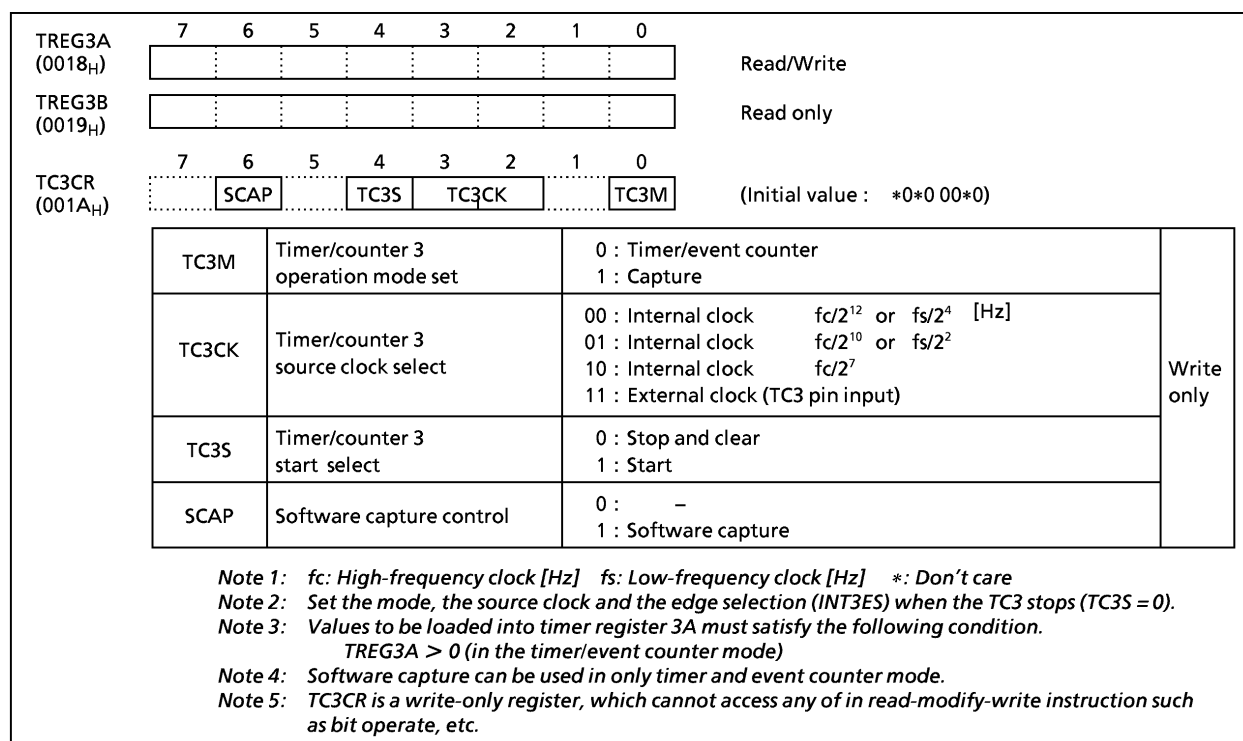 7 6 5 4 3 2 1 0
TREG3A
(0018H) Read/Write
TREG3B
(0019H) Read only
7 6 5 4 3 2 1 0
TC3CR
(001AH) SCAP TC3S TC3CK TC3M (Initial value : *0*0 00*0)
TC3M Timer/counter 3 operation mode set 0 : Timer/event counter
1 : Capture
TC3CK Timer/counter 3 source clock select 00 : Internal clock fc/2¹² or fs/2⁴ [Hz]
01 : Internal clock fc/2¹⁰ or fs/2²
10 : Internal clock fc/2⁷
11 : External clock (TC3 pin input)
Write only
TC3S Timer/counter 3 start select 0 : Stop and clear
1 : Start
SCAP Software capture control 0 : –
1 : Software capture
Note 1: fc: High-frequency clock [Hz] fs: Low-frequency clock [Hz] *: Don't care
Note 2: Set the mode, the source clock and the edge selection (INT3ES) when the TC3 stops (TC3S = 0).
Note 3: Values to be loaded into timer register 3A must satisfy the following condition.
TREG3A > 0 (in the timer/event counter mode)
Note 4: Software capture can be used in only timer and event counter mode.
Note 5: TC3CR is a write-only register, which cannot access any of in read-modify-write instruction such
as bit operate, etc.